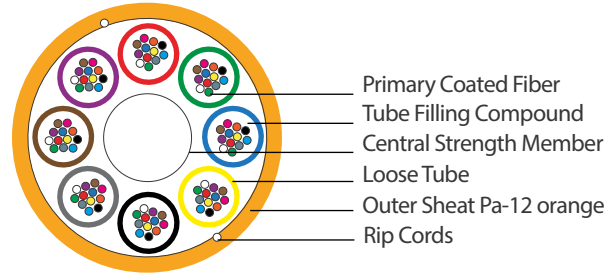 Primary Coated Fiber
Tube Filling Compound
Central Strength Member
Loose Tube
Outer Sheat Pa-12 orange
Rip Cords